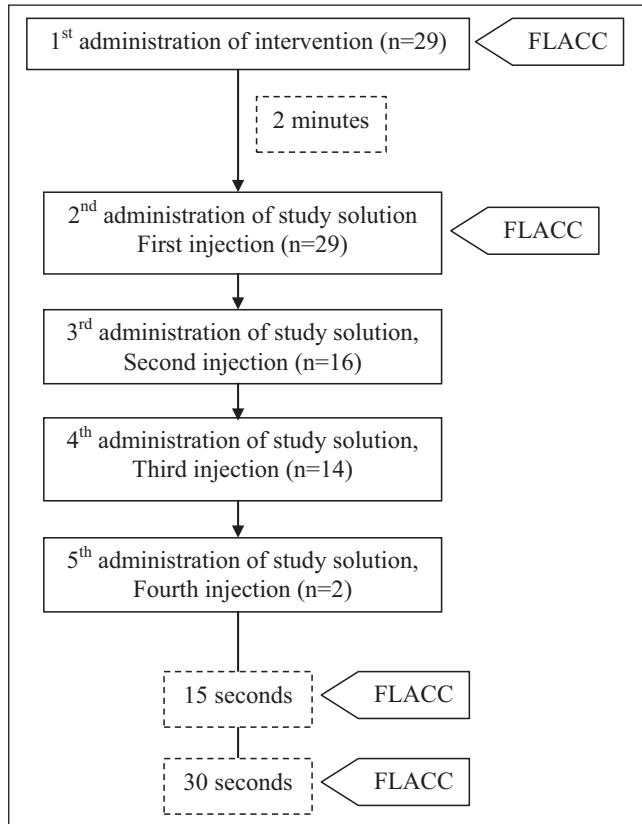 1st administration of intervention (n=29)
FLACC
2 minutes
2nd administration of study solution
First injection (n=29)
FLACC
3rd administration of study solution,
Second injection (n=16)
4th administration of study solution,
Third injection (n=14)
5th administration of study solution,
Fourth injection (n=2)
15 seconds
FLACC
30 seconds
FLACC